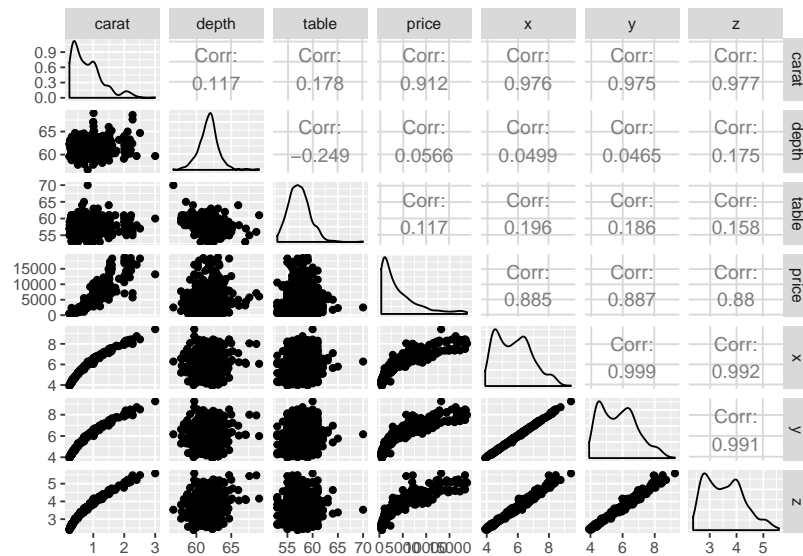 carat depth table price x y z
0.9 Corr: Corr: Corr: Corr: Corr: Corr: carat
0.6
0.3 0.117 0.178 0.912 0.976 0.975 0.977
0.0
65 Corr: Corr: Corr: Corr: Corr: depth
60 −0.249 0.0566 0.0499 0.0465 0.175
70 Corr: Corr: Corr: Corr: table
65
60 0.117 0.196 0.186 0.158
55
15000 Corr: Corr: Corr: price
10000
5000 0.885 0.887 0.88
0
8 Corr: Corr: x
6 0.999 0.992
4
8 Corr: y
6 0.991
4
5 z
4
3
1 2 3 60 65 55 60 65 70 0 5000 10000 15000 4 6 8 4 6 8 3 4 5